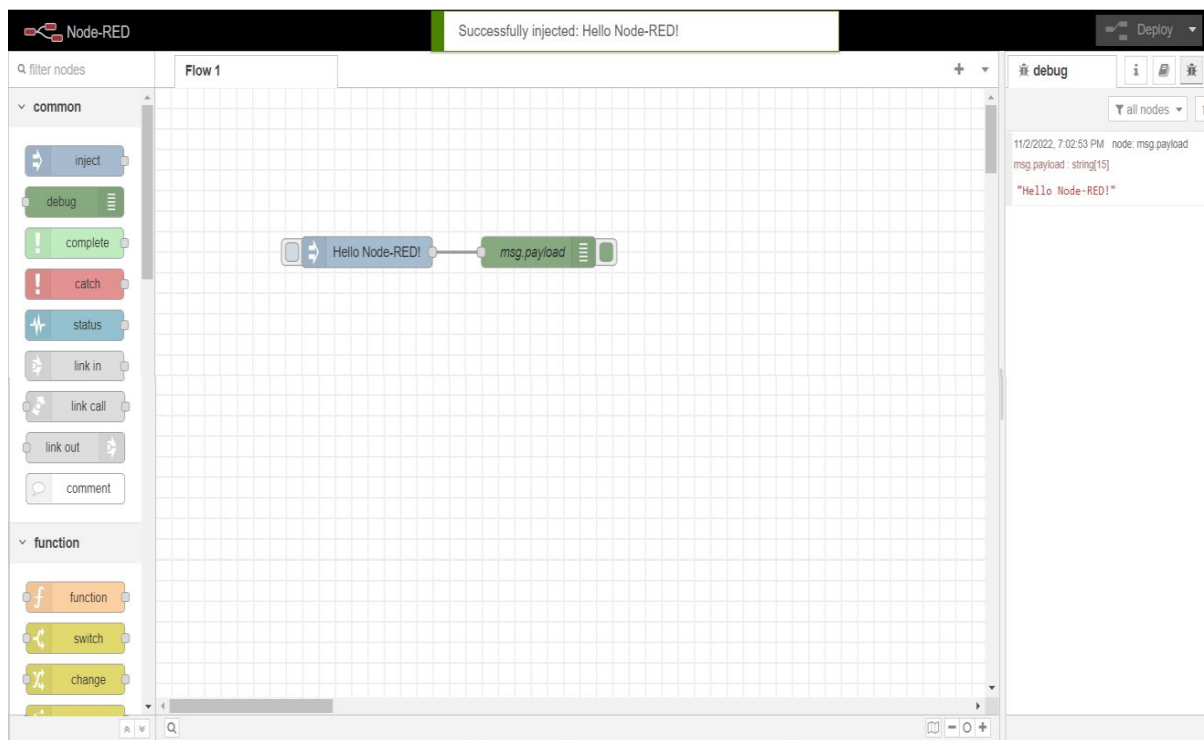 Node-RED
Successfully injected: Hello Node-RED!
Deploy
filter nodes
Flow 1
debug
i
common
all nodes
inject
11/2/2022, 7:02:53 PM node: msg.payload
msg.payload : string[15]
"Hello Node-RED!"
debug
complete
Hello Node-RED!
msg.payload
catch
status
link in
link call
link out
comment
function
function
switch
change